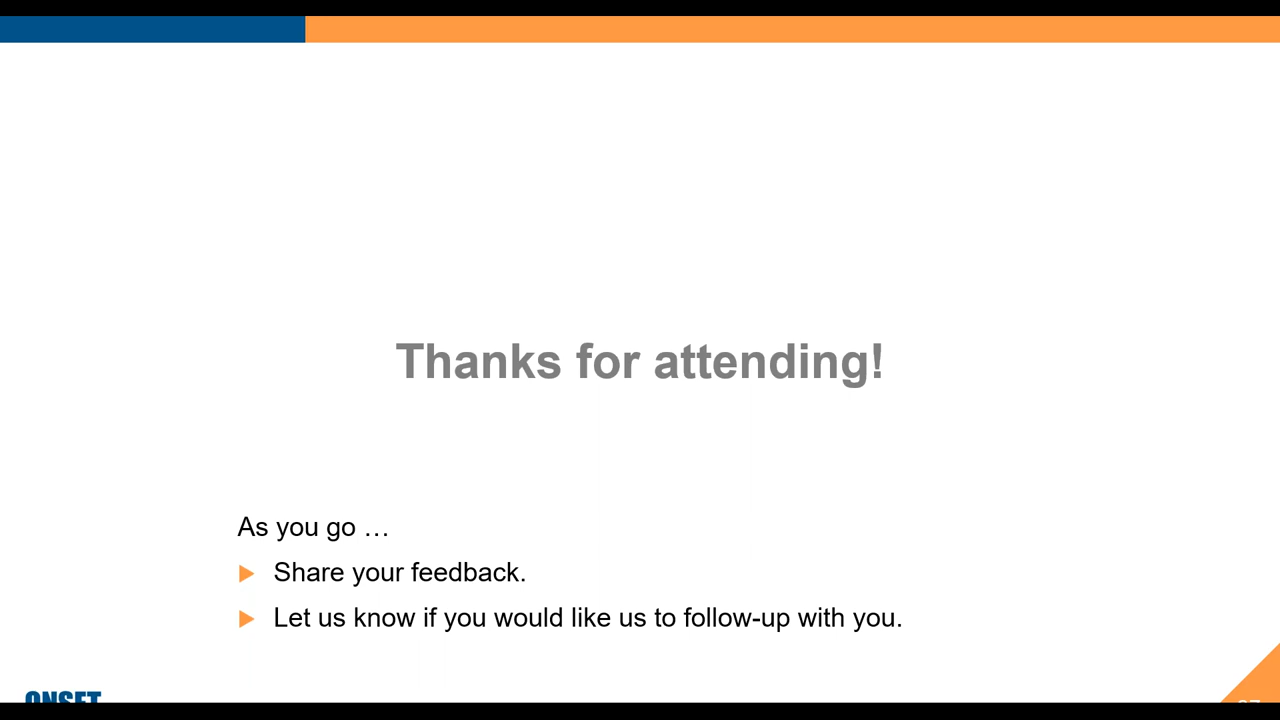 Thanks for attending!
As you go …
Share your feedback.
Let us know if you would like us to follow-up with you.
ONSET